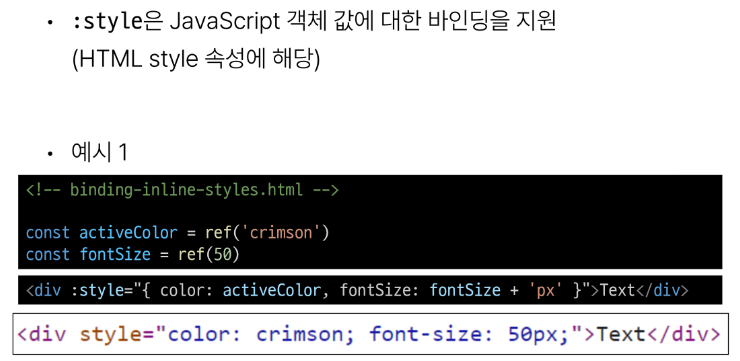 • :style은 JavaScript 객체 값에 대한 바인딩을 지원
(HTML style 속성에 해당)
• 예시 1
<!-- binding-inline-styles.html -->
const activeColor = ref('crimson')
const fontSize = ref(50)
<div :style="{ color: activeColor, fontSize: fontSize + 'px' }">Text</div>
<div style="color: crimson; font-size: 50px;">Text</div>